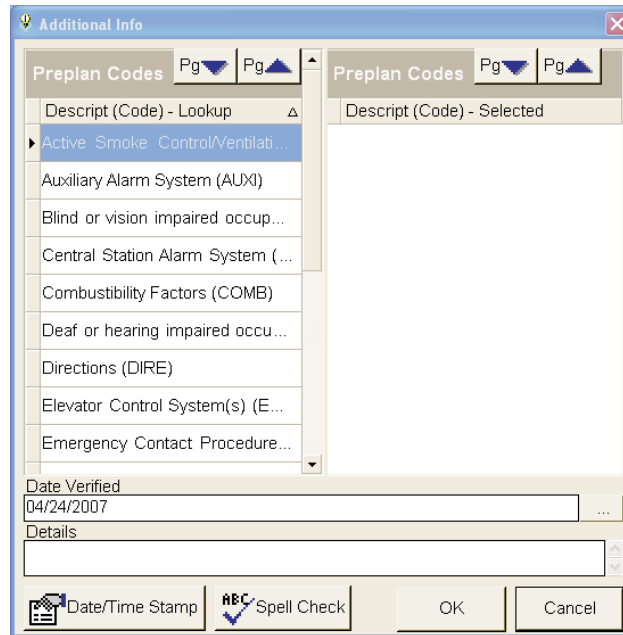 Additional Info
Preplan Codes Pg Pg
Descript (Code) - Lookup
Active Smoke Control/Ventilati...
Auxiliary Alarm System (AUXI)
Blind or vision impaired occup...
Central Station Alarm System (...
Combustibility Factors (COMB)
Deaf or hearing impaired occu...
Directions (DIRE)
Elevator Control System(s) (E...
Emergency Contact Procedure...
Preplan Codes Pg Pg
Descript (Code) - Selected
Date Verified
04/24/2007 ...
Details
Date/Time Stamp ABC Spell Check OK Cancel